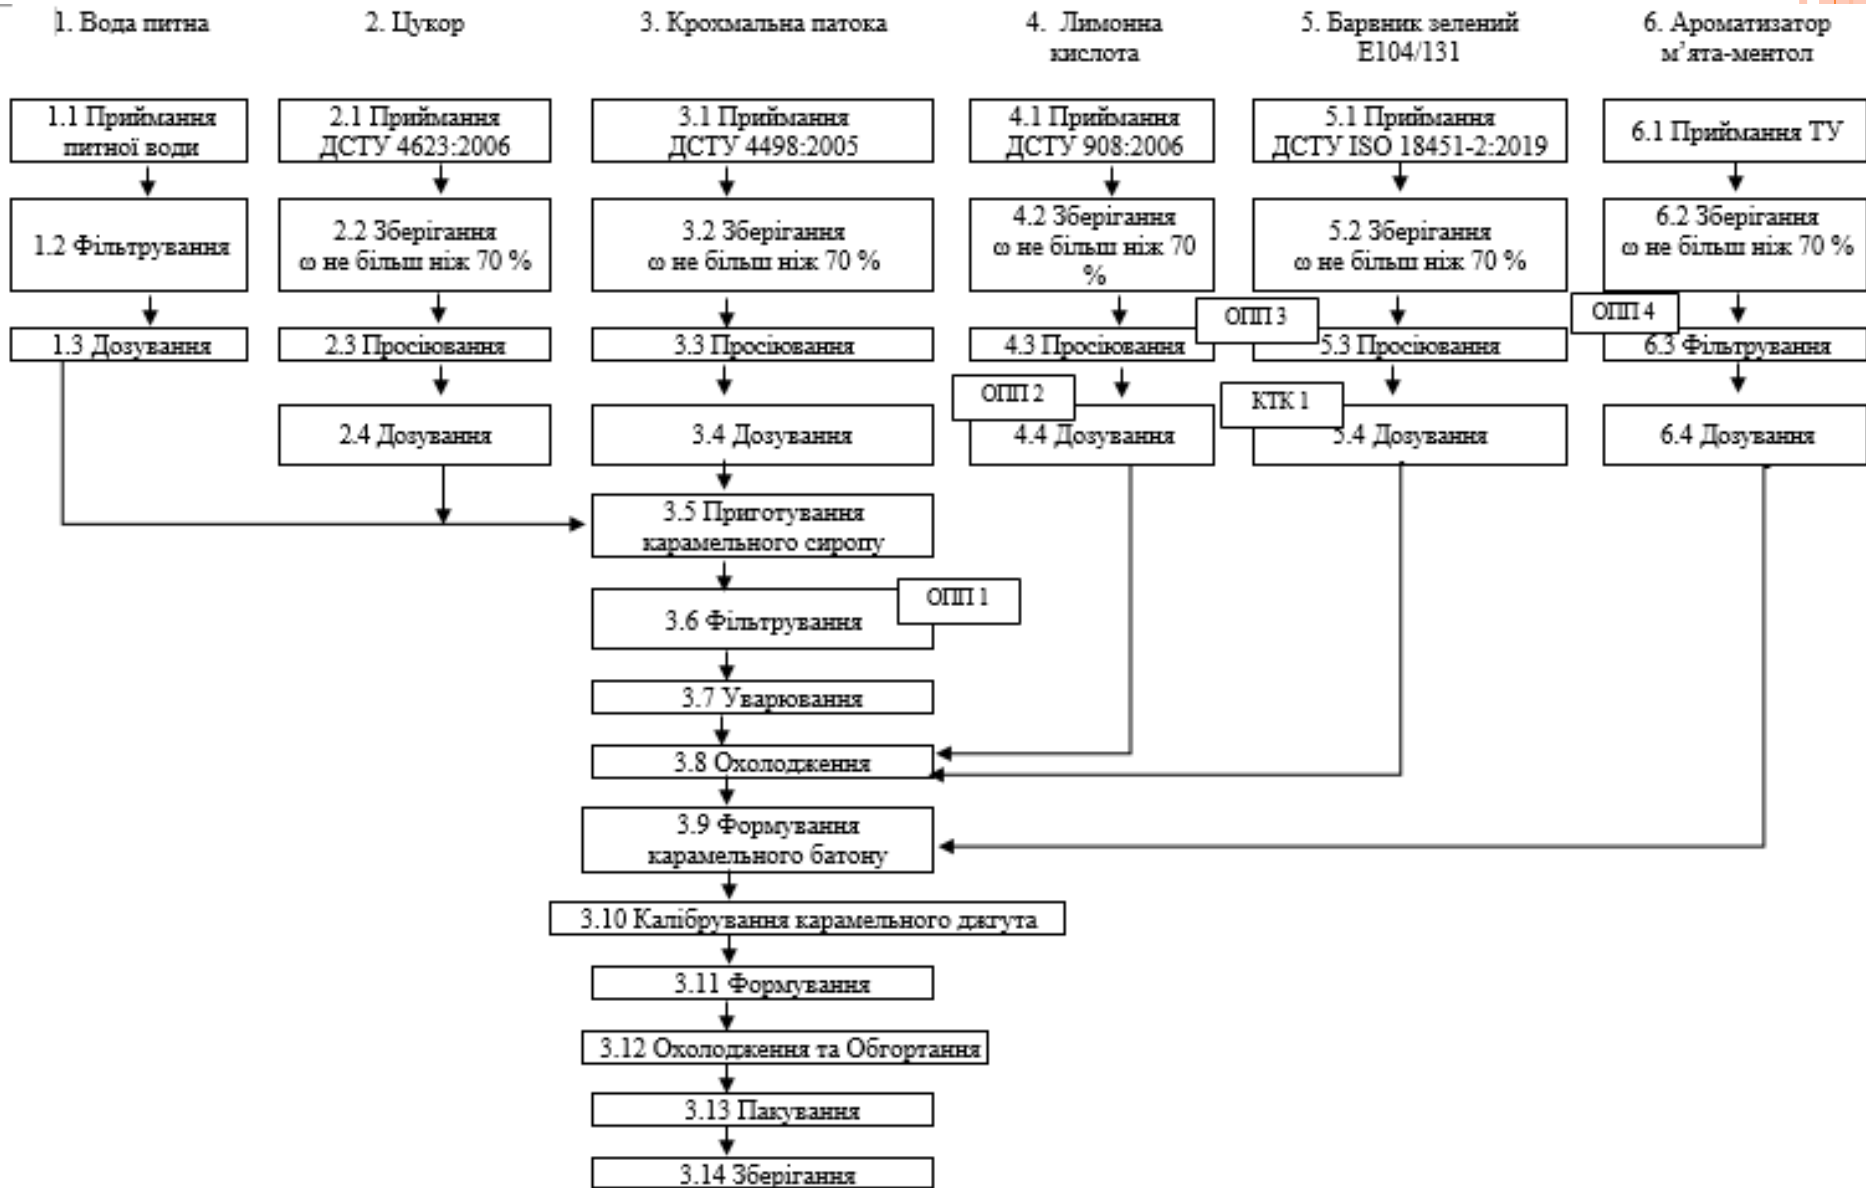 1. Вода питна
2. Цукор
3. Крохмальна патока
4. Лимонна
кислота
5. Барвник зелений
Е104/131
6. Ароматизатор
м’ята-ментол
1.1 Приймання
питної води
2.1 Приймання
ДСТУ 4623:2006
3.1 Приймання
ДСТУ 4498:2005
4.1 Приймання
ДСТУ 908:2006
5.1 Приймання
ДСТУ ISO 18451-2:2019
6.1 Приймання ТУ
1.2 Фільтрування
2.2 Зберігання
ω не більш ніж 70 %
3.2 Зберігання
ω не більш ніж 70 %
4.2 Зберігання
ω не більш ніж 70
%
5.2 Зберігання
ω не більш ніж 70 %
6.2 Зберігання
ω не більш ніж 70 %
ОПП 3
ОПП 4
1.3 Дозування
2.3 Просіювання
3.3 Просіювання
4.3 Просіювання
5.3 Просіювання
6.3 Фільтрування
ОПП 2
КТК 1
2.4 Дозування
3.4 Дозування
4.4 Дозування
5.4 Дозування
6.4 Дозування
3.5 Приготування
карамельного сиропу
ОПП 1
3.6 Фільтрування
3.7 Уварювання
3.8 Охолодження
3.9 Формування
карамельного батону
3.10 Калібрування карамельного джгута
3.11 Формування
3.12 Охолодження та Обгортання
3.13 Пакування
3.14 Зберігання